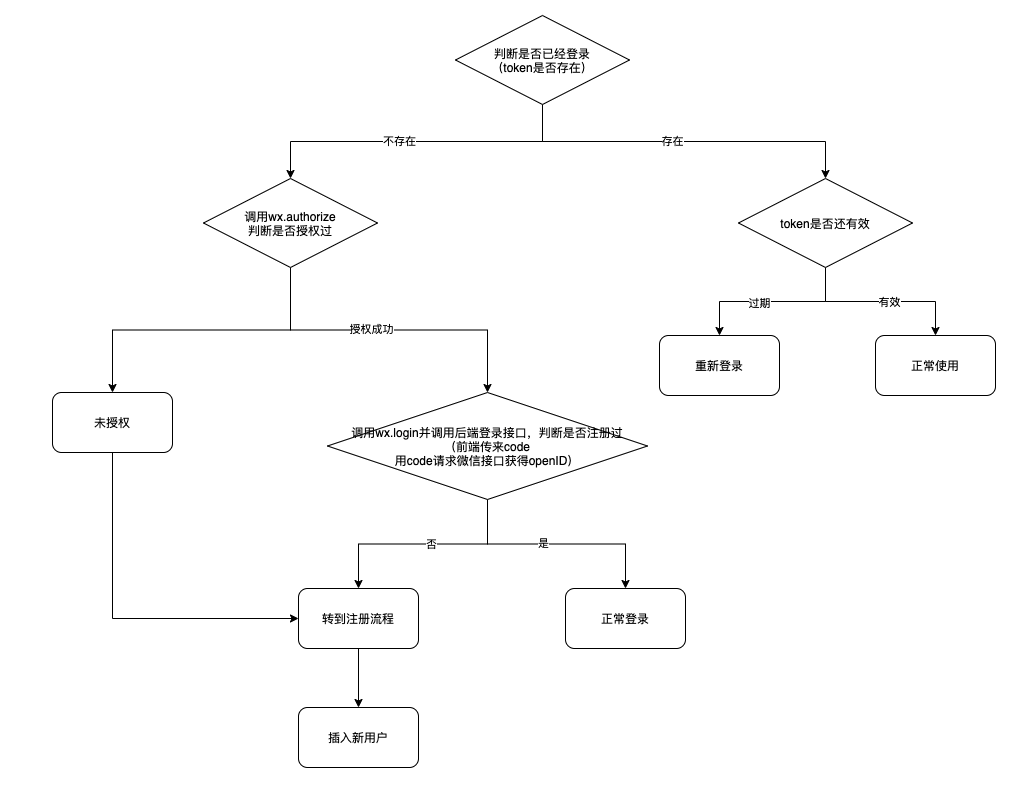 判断是否已经登录
（token是否存在）
不存在
存在
调用wx.authorize
判断是否授权过
token是否还有效
过期
有效
授权成功
重新登录
正常使用
未授权
调用wx.login并调用后端登录接口，判断是否注册过
（前端传来code
用code请求微信接口获得openID）
否
是
转到注册流程
正常登录
插入新用户